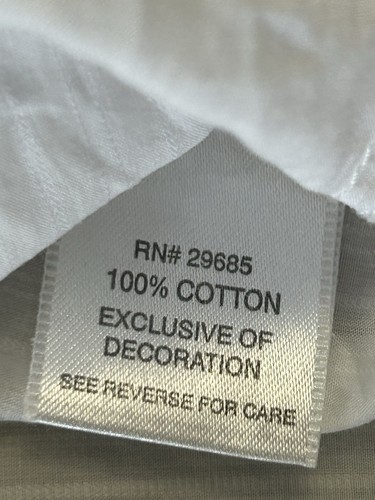 RN# 29685
100% COTTON
EXCLUSIVE OF
DECORATION
SEE REVERSE FOR CARE